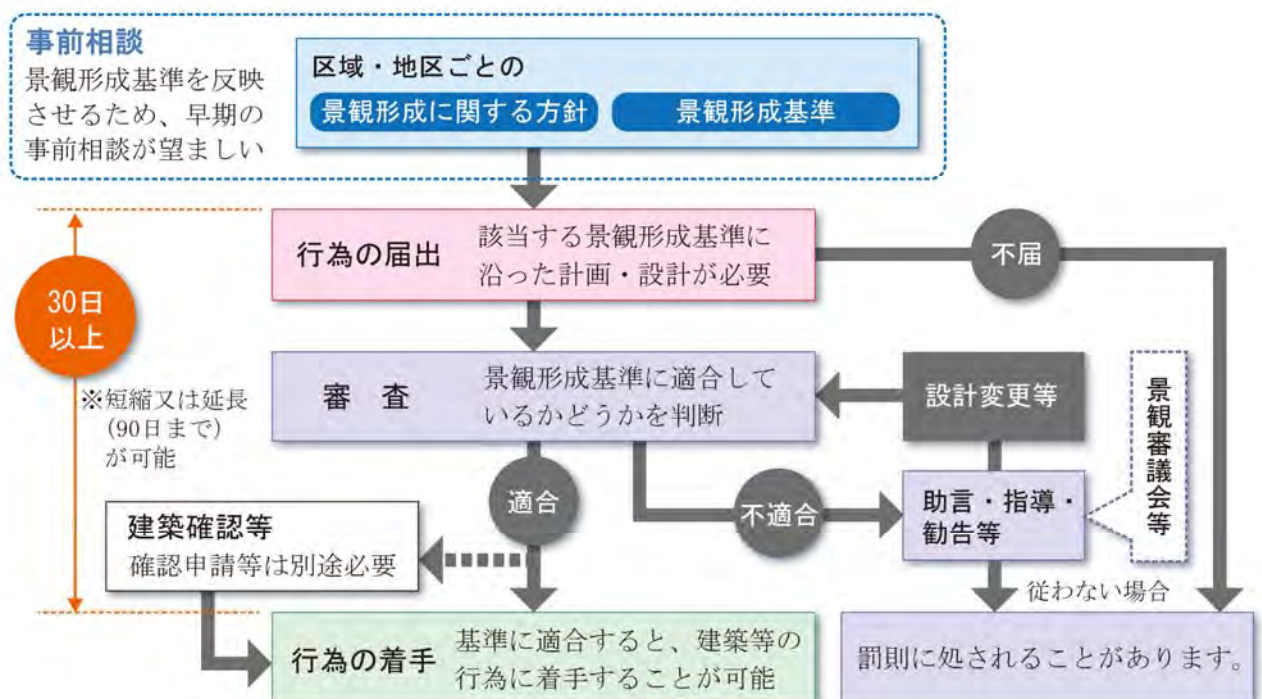 事前相談
景観形成基準を反映
させるため、早期の
事前相談が望ましい
区域・地区ごとの
景観形成に関する方針
景観形成基準
行為の届出
該当する景観形成基準に
沿った計画・設計が必要
不届
30日
以上
※短縮又は延長
(90日まで)
が可能
審 査
景観形成基準に適合して
いるかどうかを判断
設計変更等
景観審議会等
適合
不適合
助言・指導・
勧告等
建築確認等
確認申請等は別途必要
従わない場合
行為の着手
基準に適合すると、建築等の
行為に着手することが可能
罰則に処されることがあります。